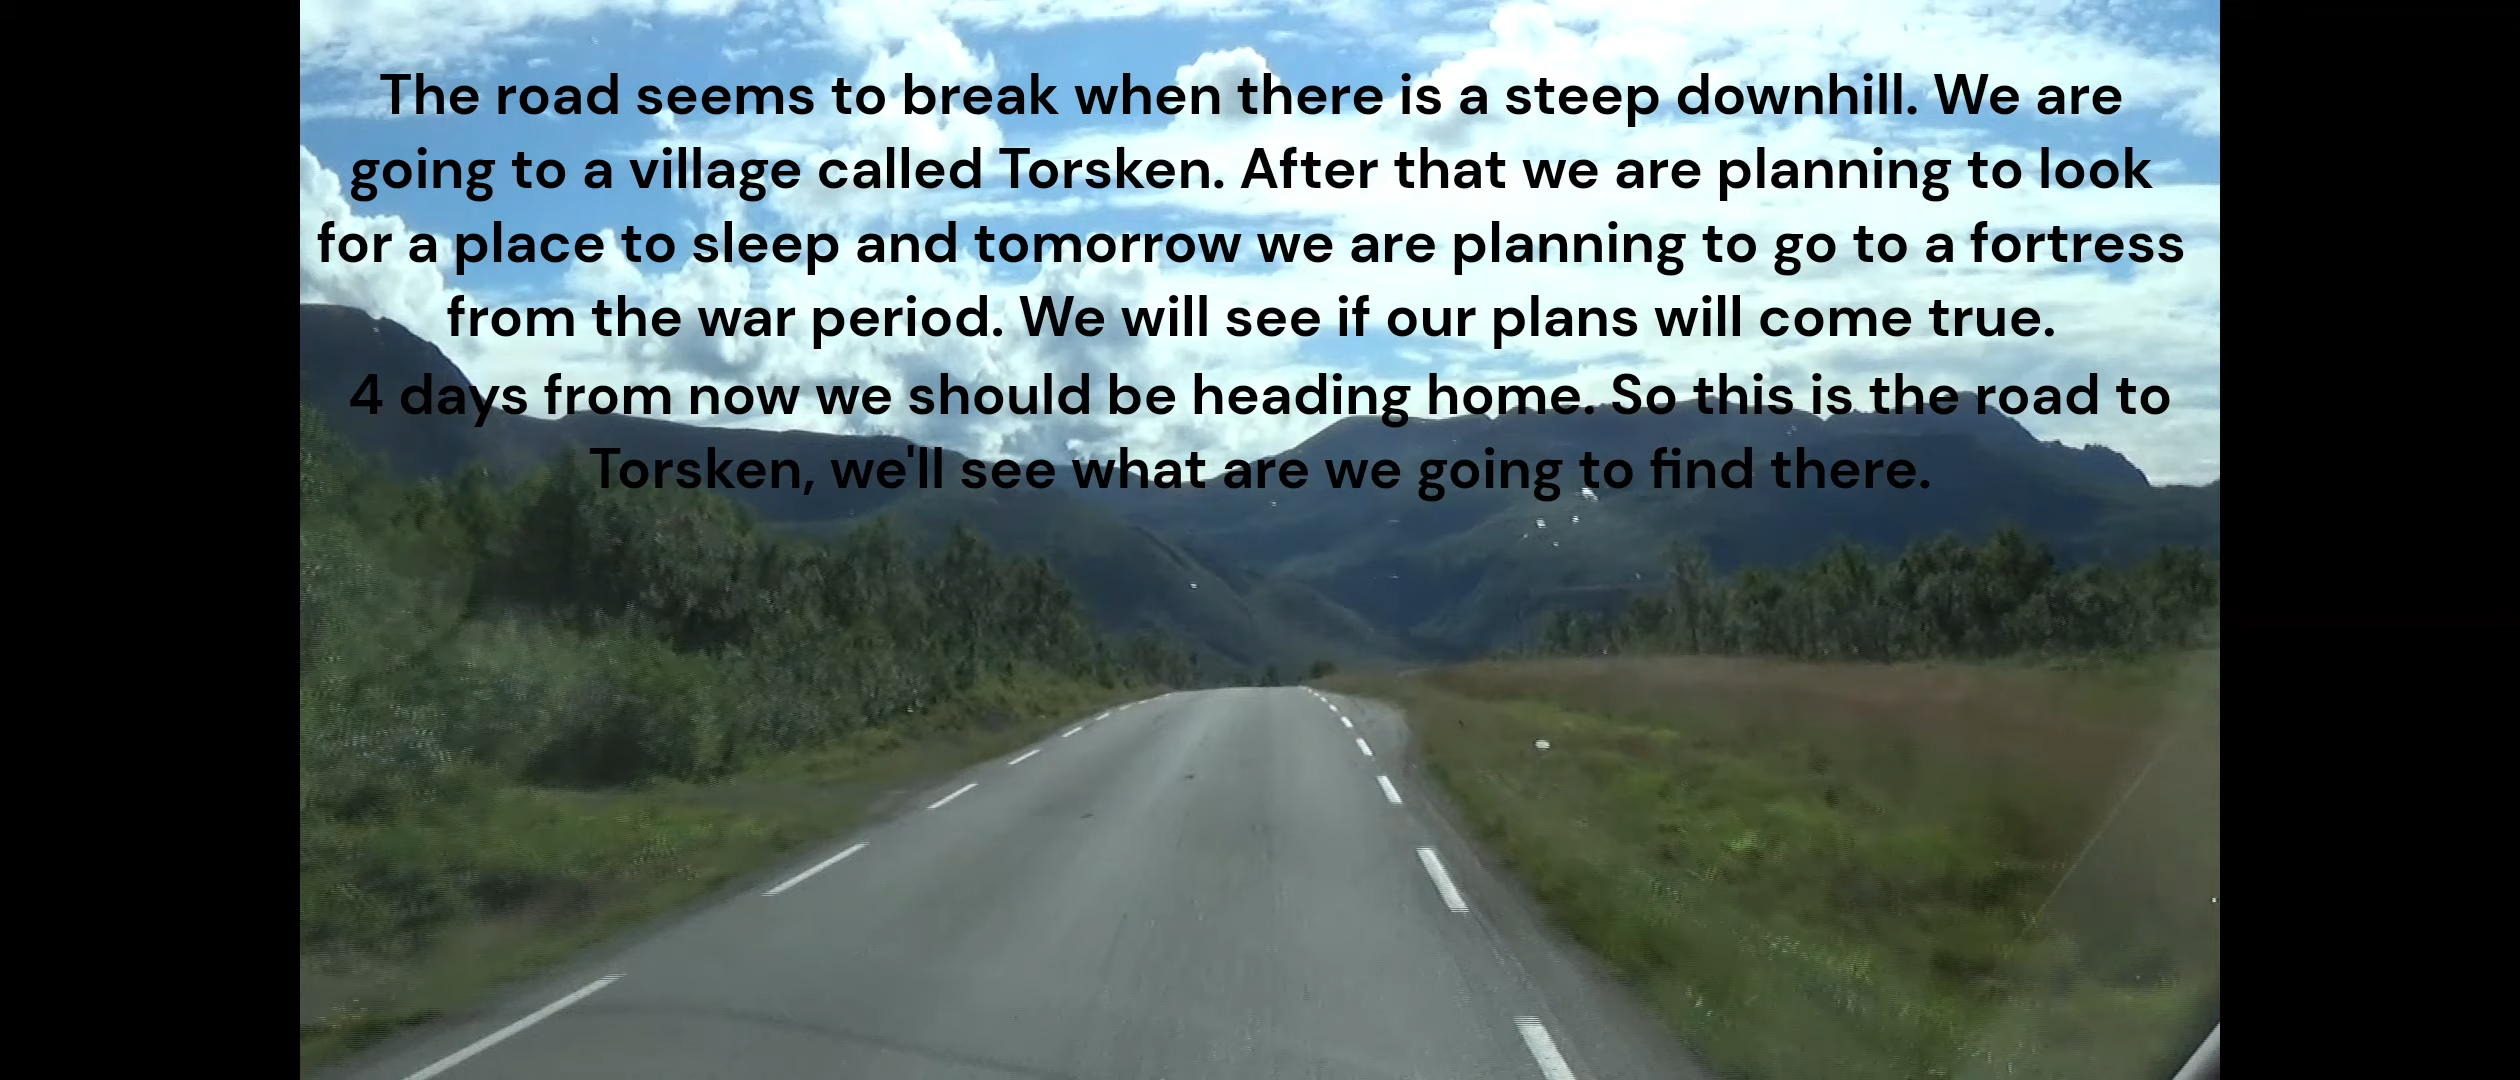 The road seems to break when there is a steep downhill. We are
going to a village called Torsken. After that we are planning to look
for a place to sleep and tomorrow we are planning to go to a fortress
from the war period. We will see if our plans will come true.
4 days from now we should be heading home. So this is the road to
Torsken, we'll see what are we going to find there.